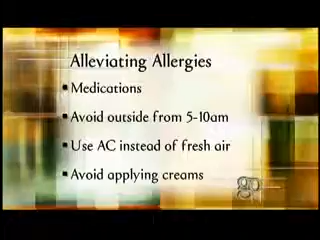 Alleviating Allergies
▪ Medications
▪ Avoid outside from 5-10am
▪ Use AC instead of fresh air
▪ Avoid applying creams